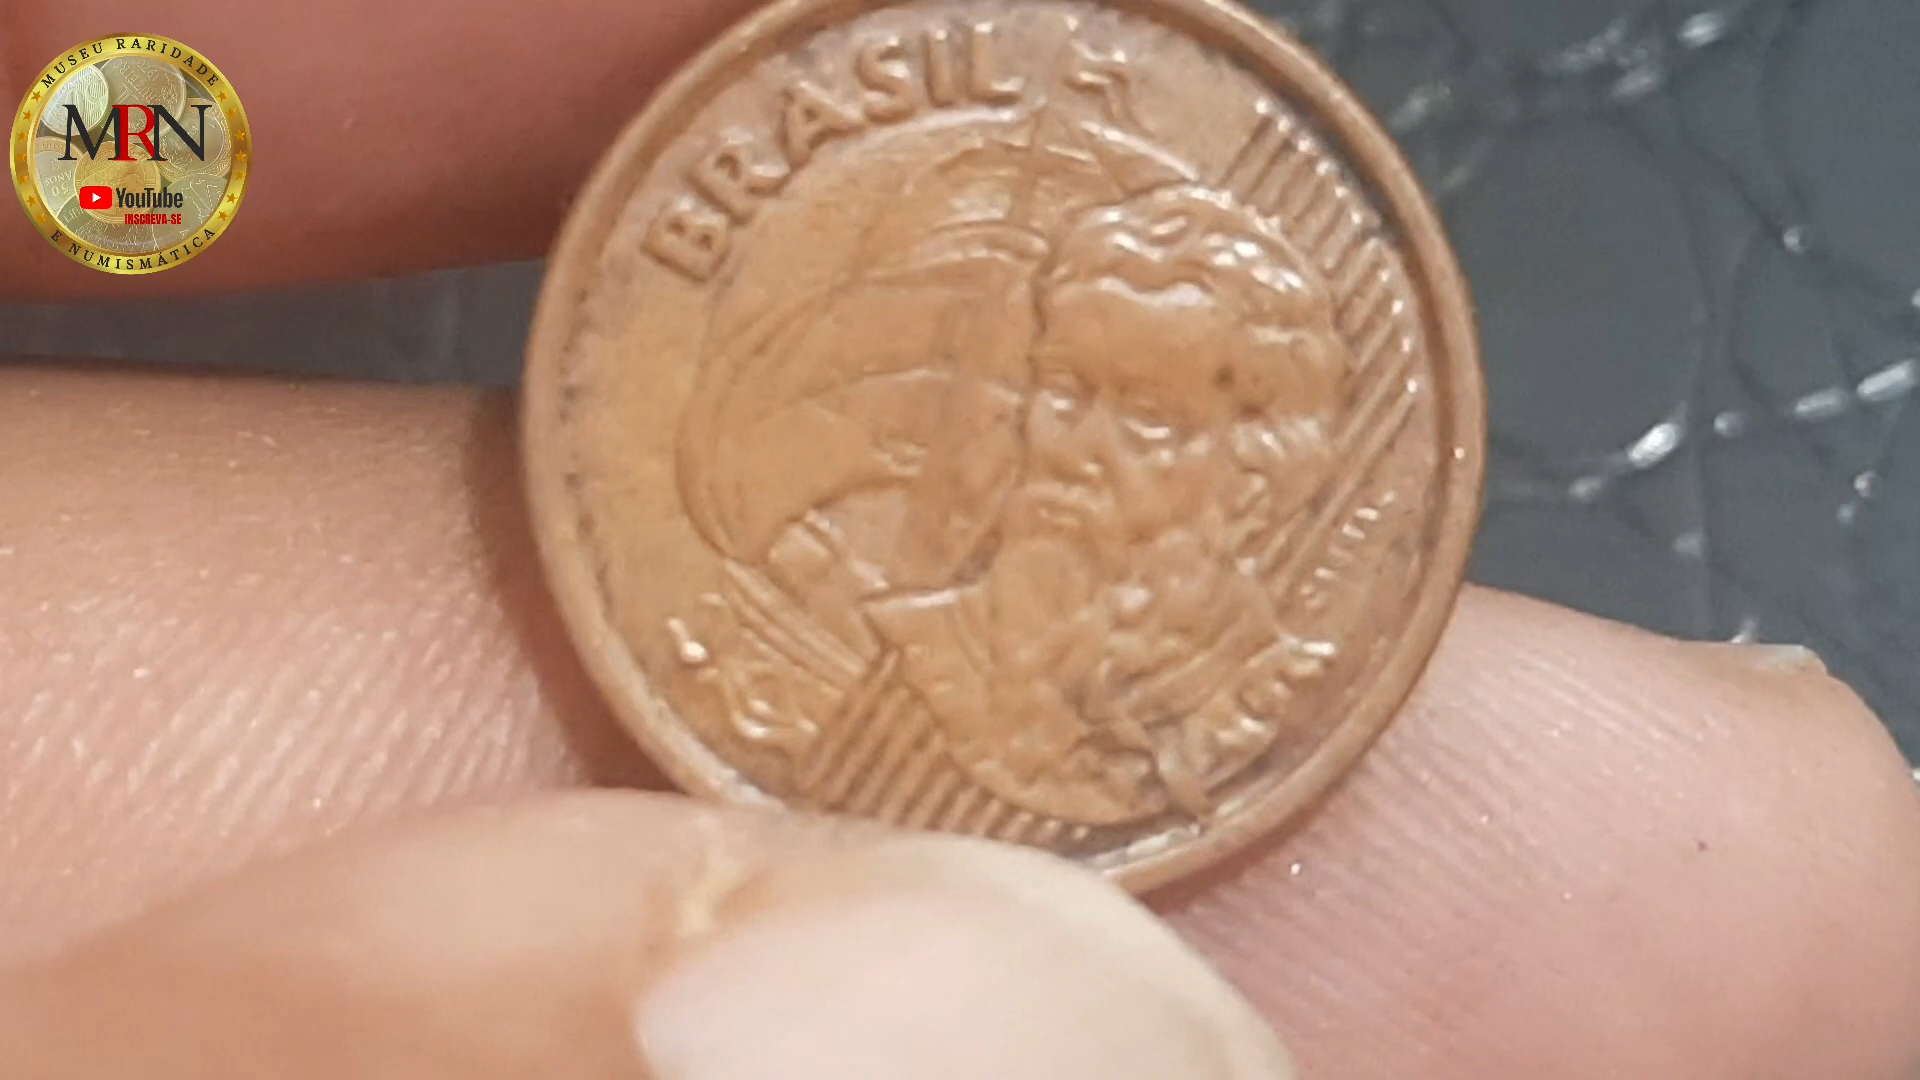 MUSEU RARIDADE
MRN
YouTube
INSCREVA-SE
E NUMISMÁTICA
BRASIL